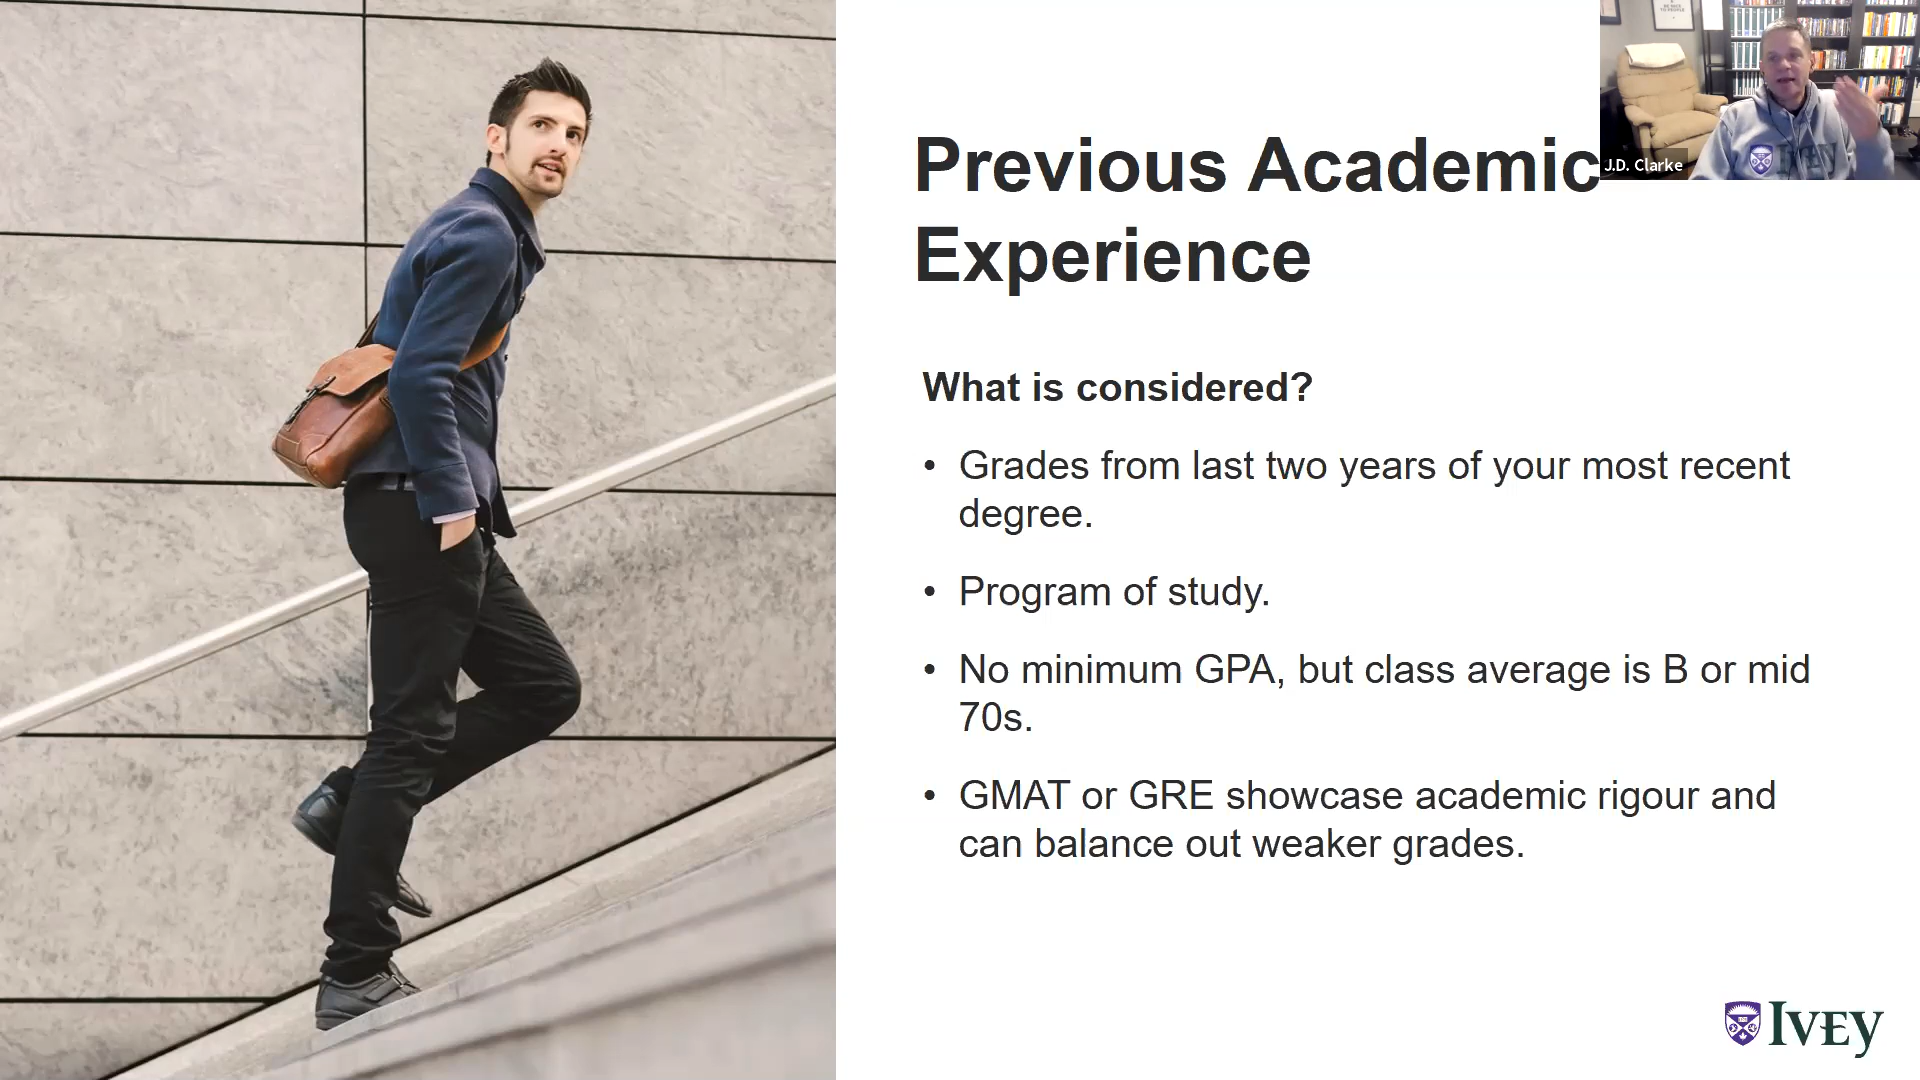 Previous Academic
Experience
J.D. Clarke
IVEY
What is considered?
• Grades from last two years of your most recent
degree.
• Program of study.
• No minimum GPA, but class average is B or mid
70s.
• GMAT or GRE showcase academic rigour and
can balance out weaker grades.
IVEY